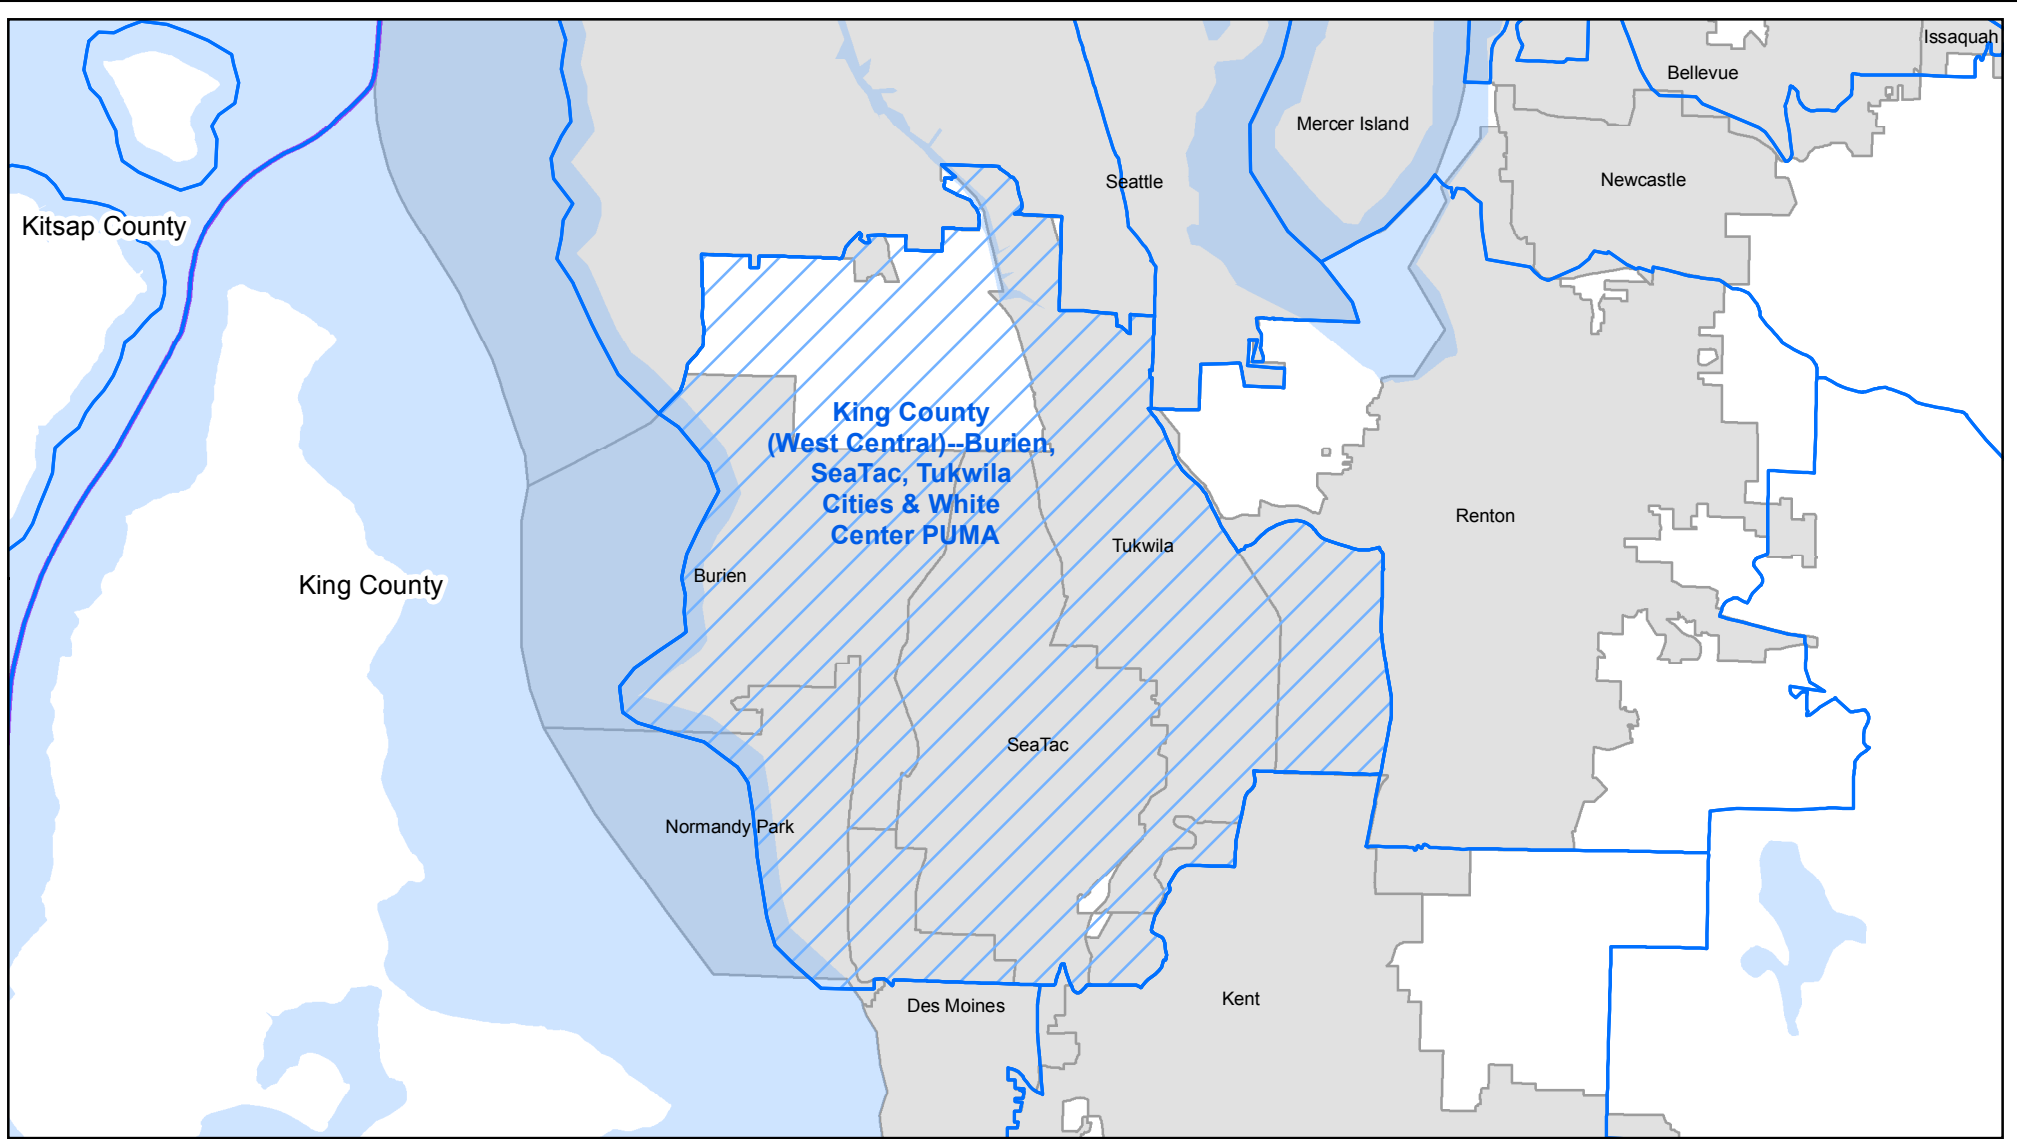 Issaquah
Bellevue
Mercer Island
Newcastle
Seattle
Kitsap County
King County
(West Central)--Burien,
SeaTac, Tukwila
Cities & White
Center PUMA
Renton
Tukwila
Burien
King County
SeaTac
Normandy Park
Kent
Des Moines